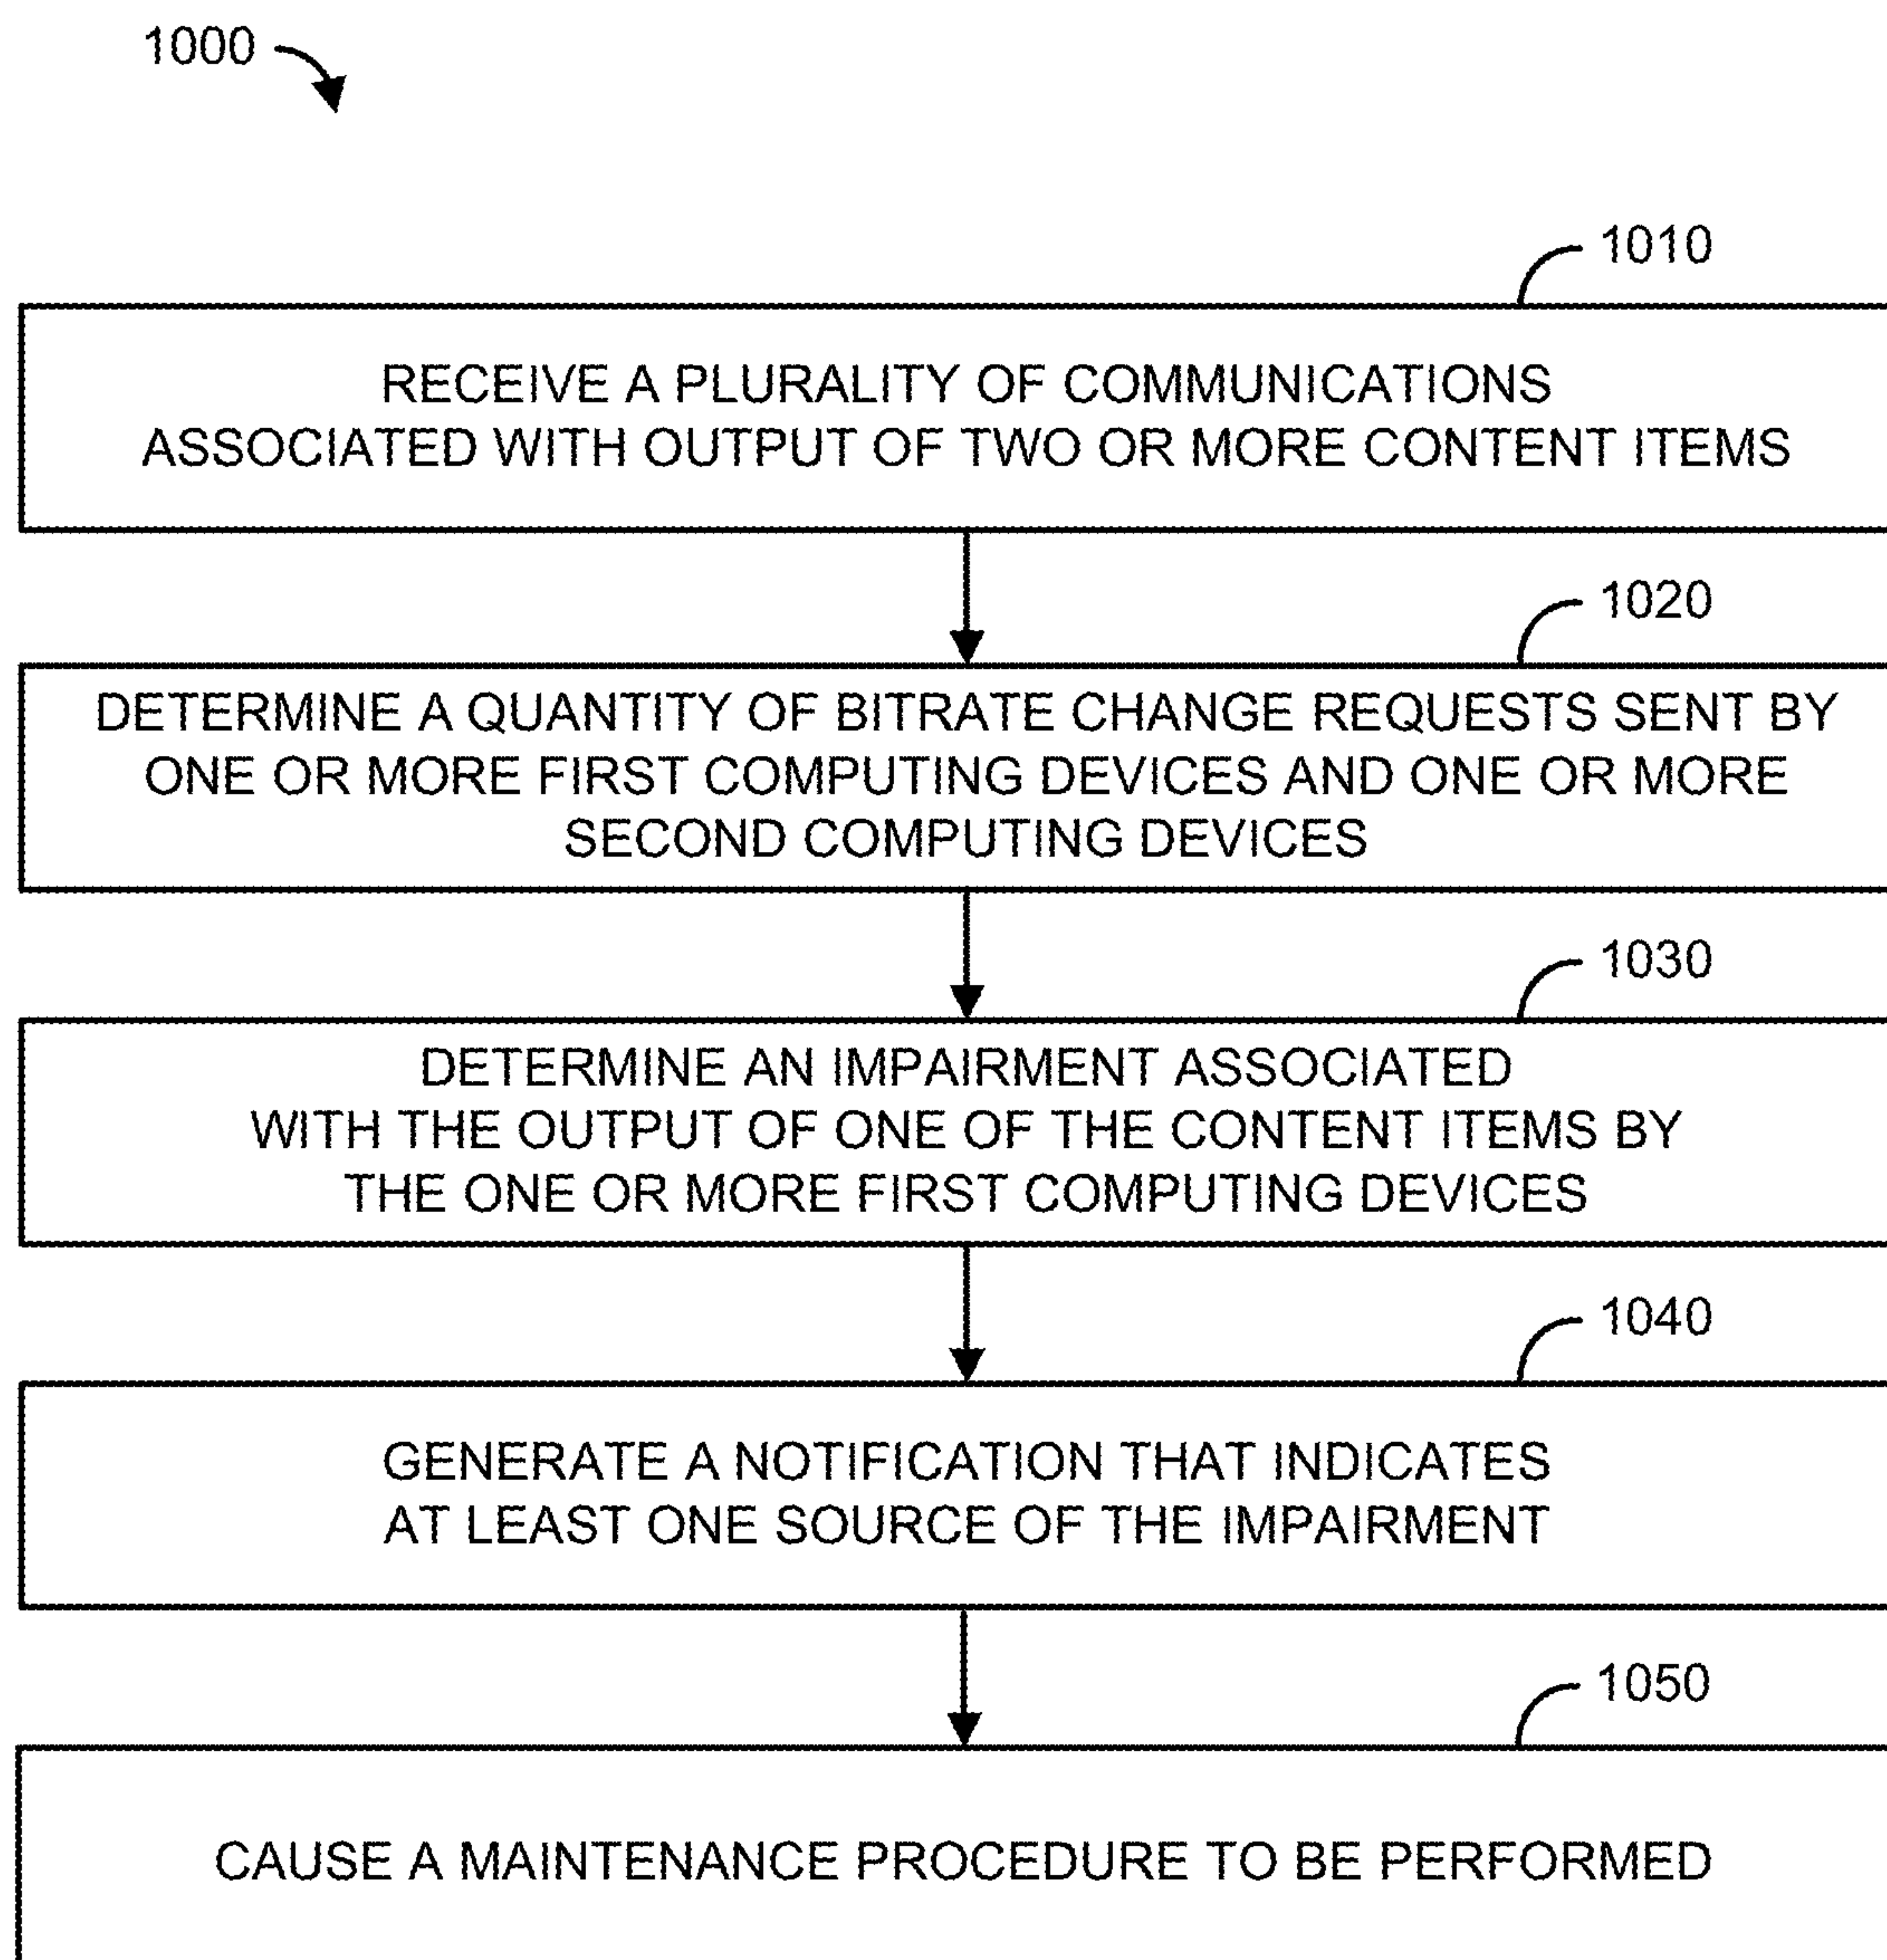 1000
1010
RECEIVE A PLURALITY OF COMMUNICATIONS
ASSOCIATED WITH OUTPUT OF TWO OR MORE CONTENT ITEMS
1020
DETERMINE A QUANTITY OF BITRATE CHANGE REQUESTS SENT BY
ONE OR MORE FIRST COMPUTING DEVICES AND ONE OR MORE
SECOND COMPUTING DEVICES
1030
DETERMINE AN IMPAIRMENT ASSOCIATED
WITH THE OUTPUT OF ONE OF THE CONTENT ITEMS BY
THE ONE OR MORE FIRST COMPUTING DEVICES
1040
GENERATE A NOTIFICATION THAT INDICATES
AT LEAST ONE SOURCE OF THE IMPAIRMENT
1050
CAUSE A MAINTENANCE PROCEDURE TO BE PERFORMED